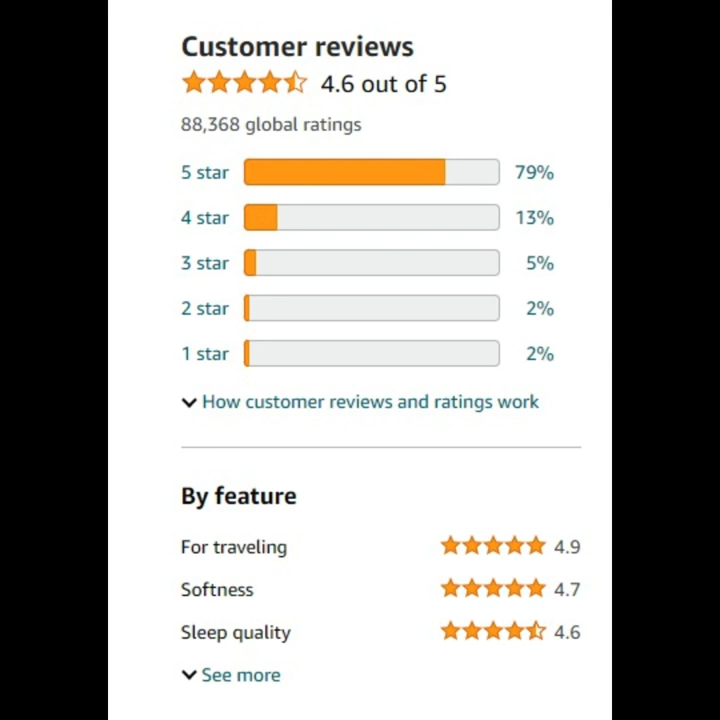 Customer reviews
4.6 out of 5
88,368 global ratings
5 star 79%
4 star 13%
3 star 5%
2 star 2%
1 star 2%
How customer reviews and ratings work
By feature
For traveling 4.9
Softness 4.7
Sleep quality 4.6
See more